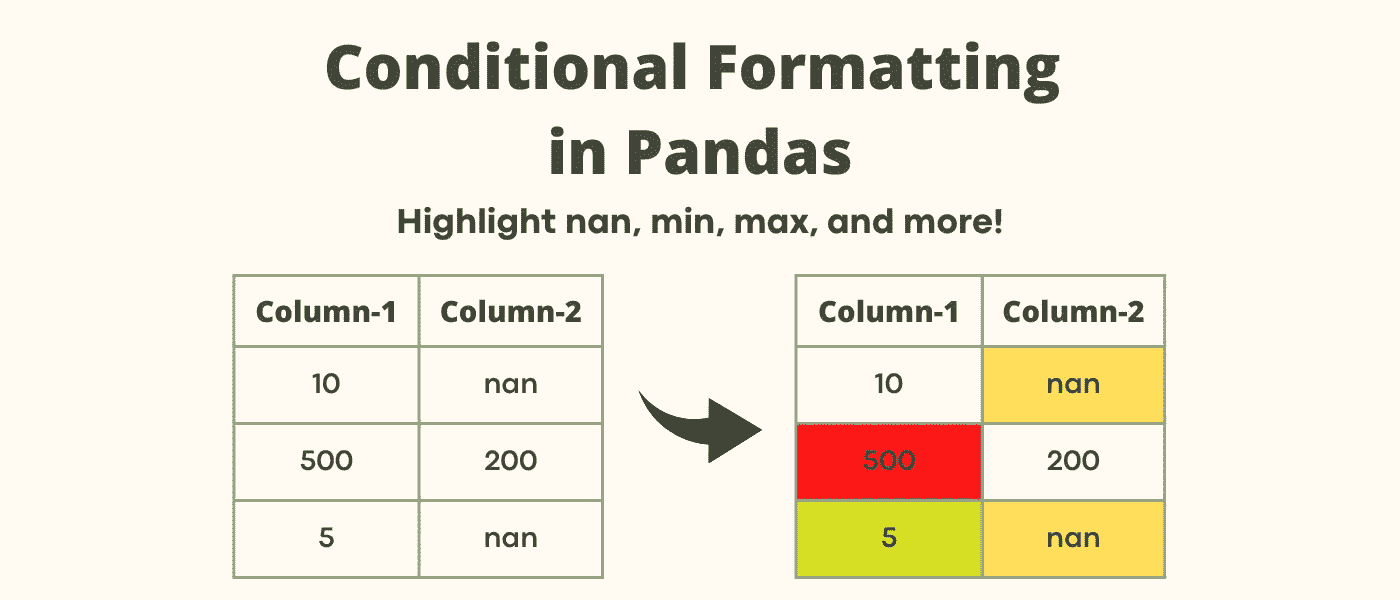 Conditional Formatting
in Pandas
Highlight nan, min, max, and more!
Column-1 Column-2
10 nan
500 200
5 nan
Column-1 Column-2
10 nan
500 200
5 nan